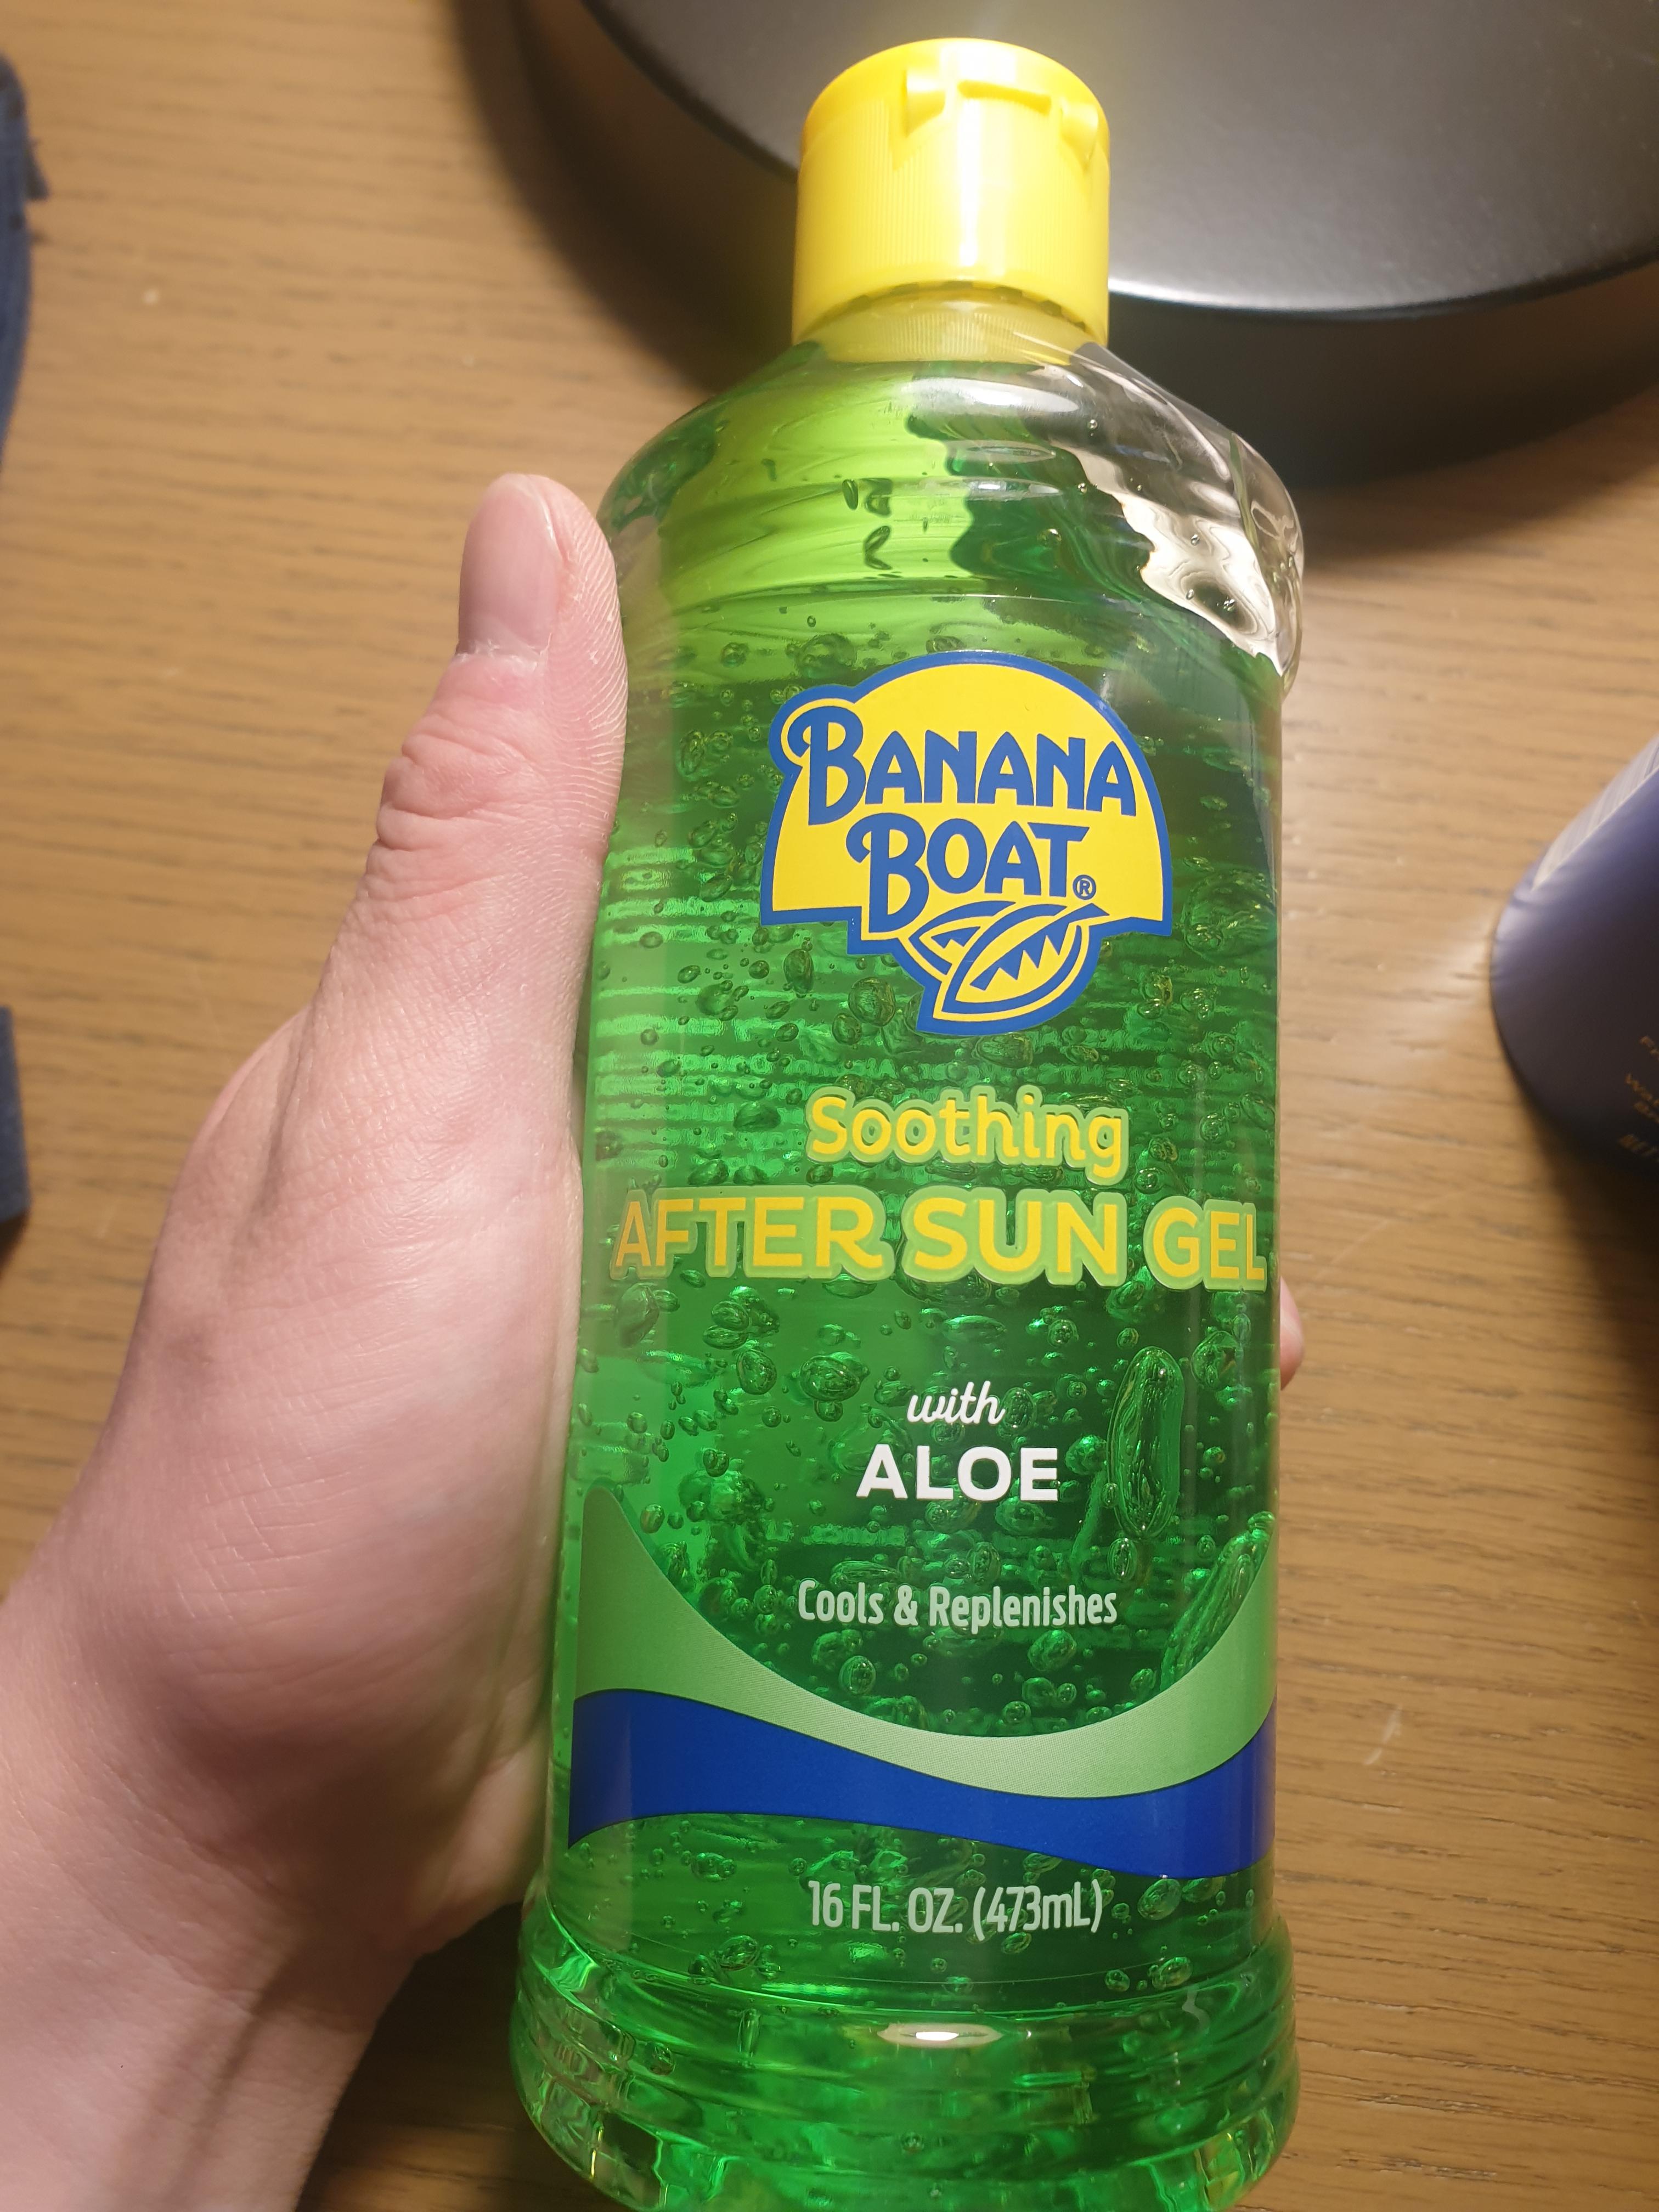 BANANA
BOAT®
Soothing
AFTER SUN GEL
with
ALOE
Cools & Replenishes
16 FL. OZ. (473mL)